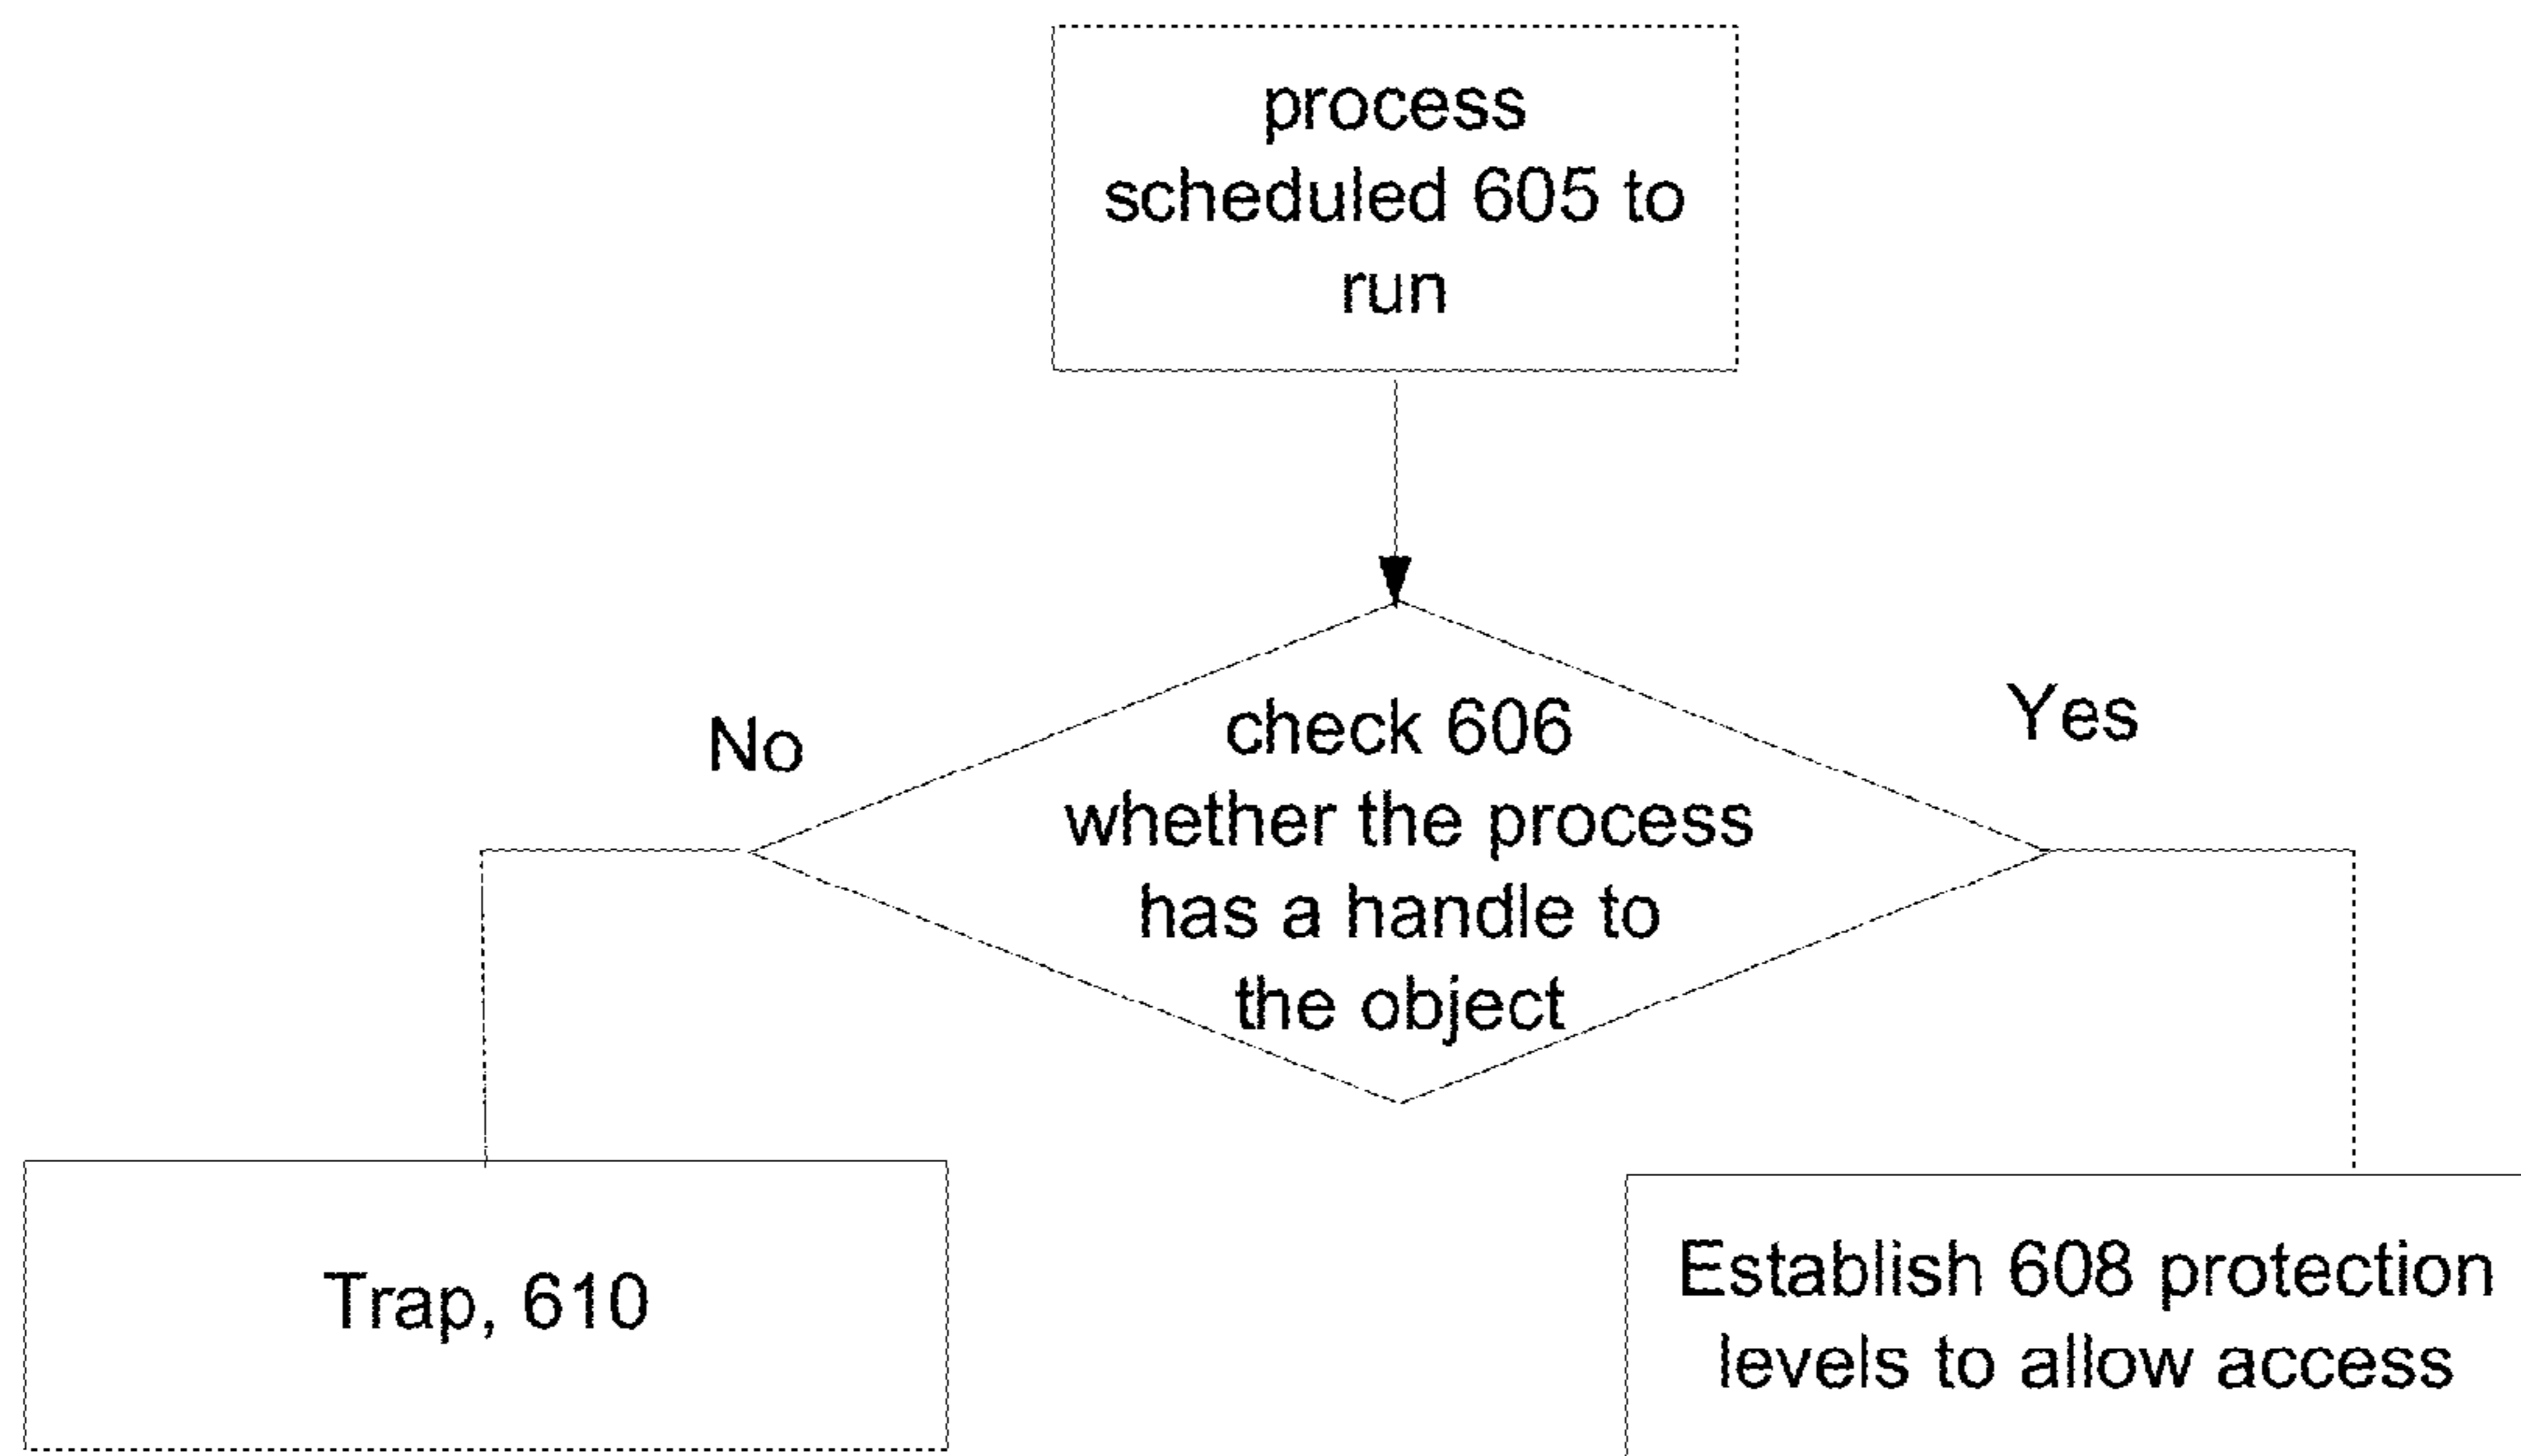 process
scheduled 605 to
run
No
Yes
check 606
whether the process
has a handle to
the object
Trap, 610
Establish 608 protection
levels to allow access